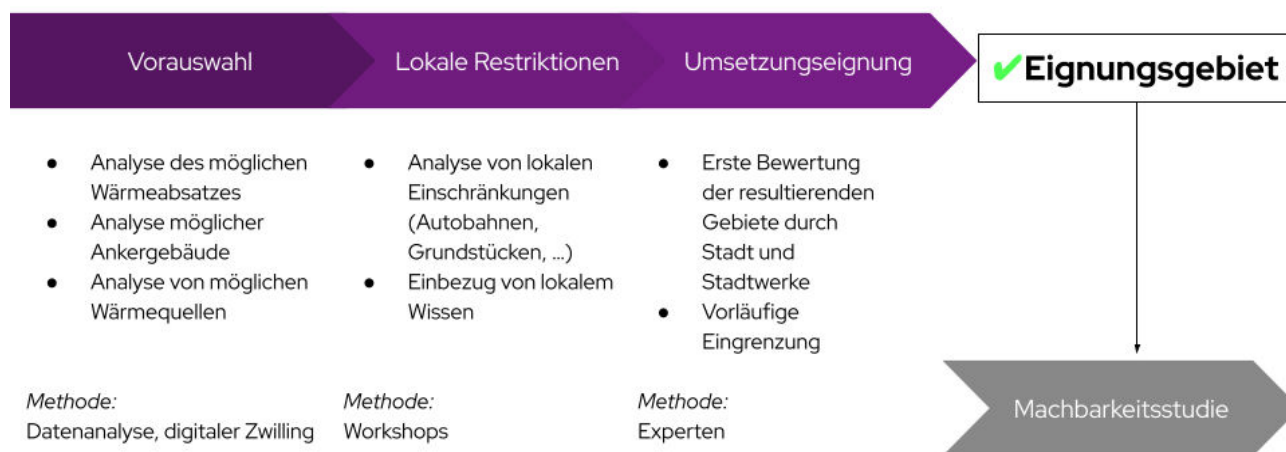 Vorauswahl
Lokale Restriktionen
Umsetzungseignung
✔Eignungsgebiet
● Analyse des möglichen
Wärmeabsatzes
● Analyse möglicher
Ankergebäude
● Analyse von möglichen
Wärmequellen
● Analyse von lokalen
Einschränkungen
(Autobahnen,
Grundstücken, ...)
● Einbezug von lokalem
Wissen
● Erste Bewertung
der resultierenden
Gebiete durch
Stadt und
Stadtwerke
● Vorläufige
Eingrenzung
Methode:
Datenanalyse, digitaler Zwilling
Methode:
Workshops
Methode:
Experten
Machbarkeitsstudie